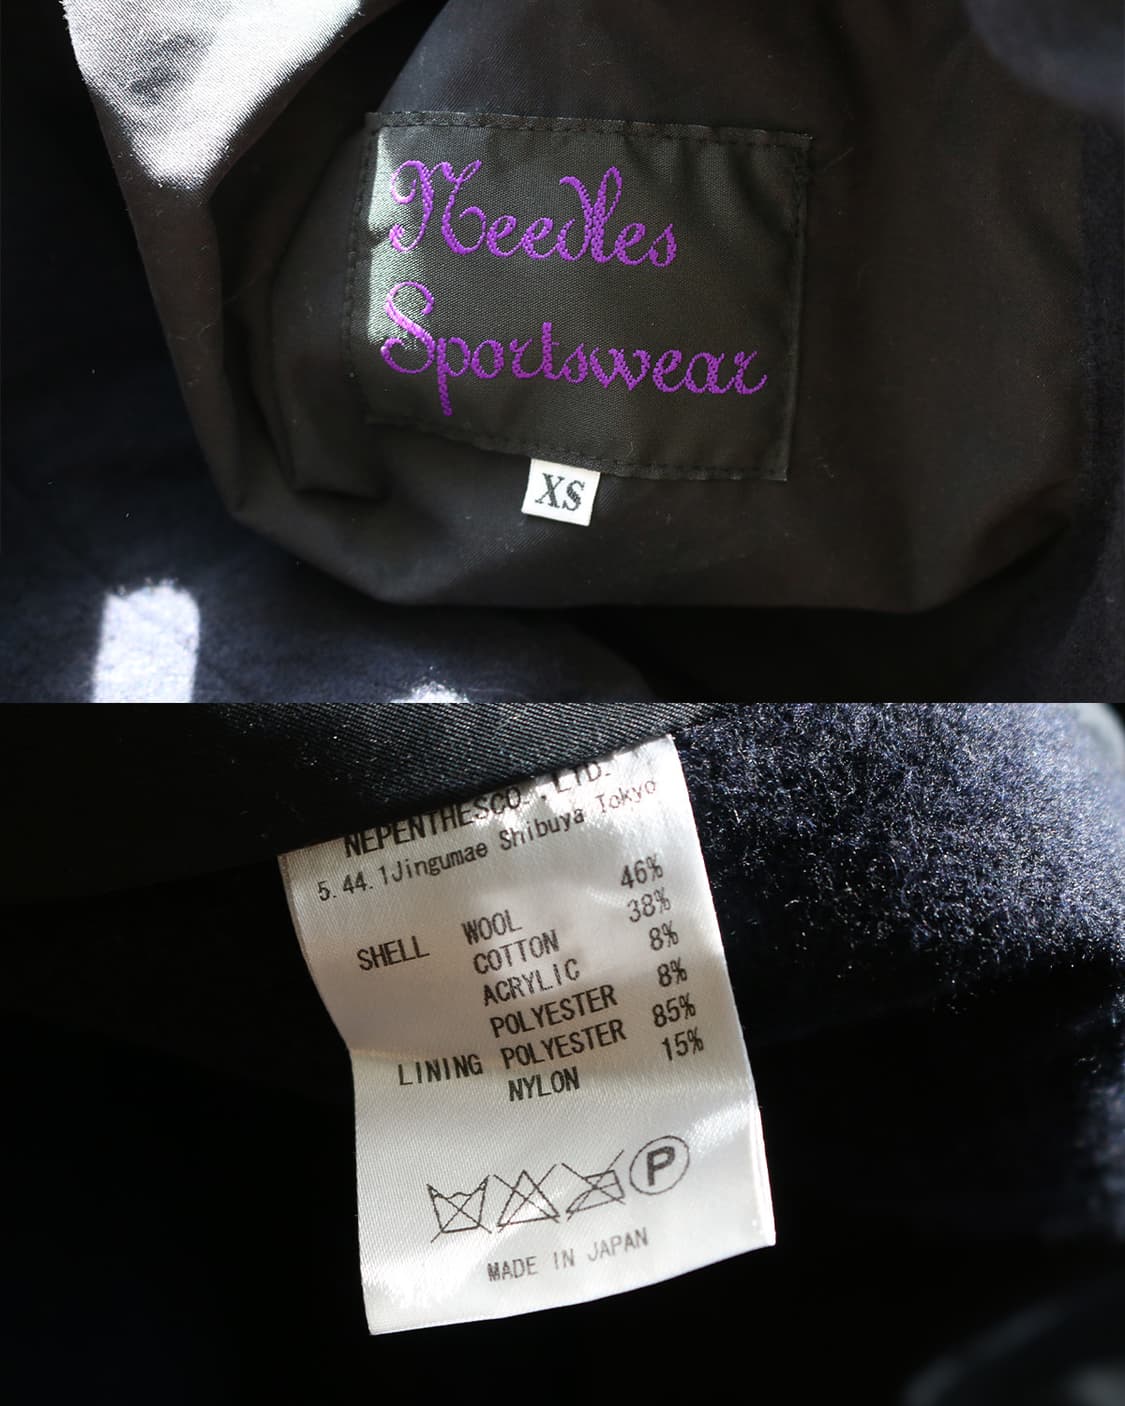 Needles
Sportswear
XS
NEPENTHESCO.,LTD.
5.44.1Jingumae Shibuya Tokyo
SHELL WOOL 46%
COTTON 38%
ACRYLIC 8%
POLYESTER 8%
LINING POLYESTER 85%
NYLON 15%
P
MADE IN JAPAN